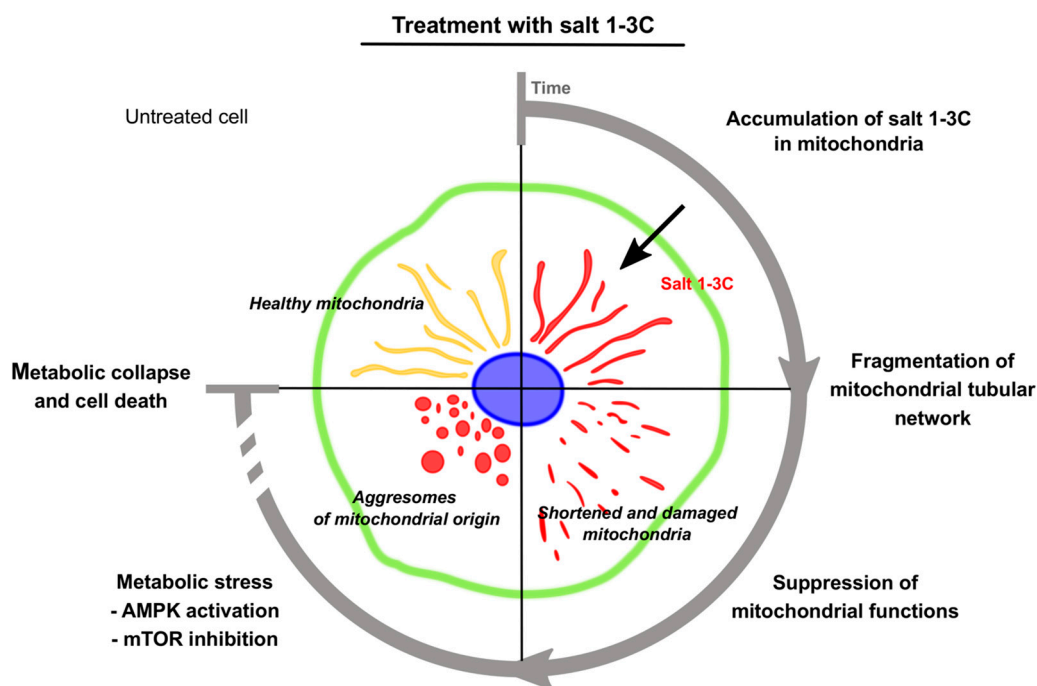 Treatment with salt 1-3C
Time
Untreated cell
Accumulation of salt 1-3C
in mitochondria
Salt 1-3C
Healthy mitochondria
Metabolic collapse
and cell death
Fragmentation of
mitochondrial tubular
network
Aggresomes
of mitochondrial origin
Shortened and damaged
mitochondria
Metabolic stress
- AMPK activation
- mTOR inhibition
Suppression of
mitochondrial functions